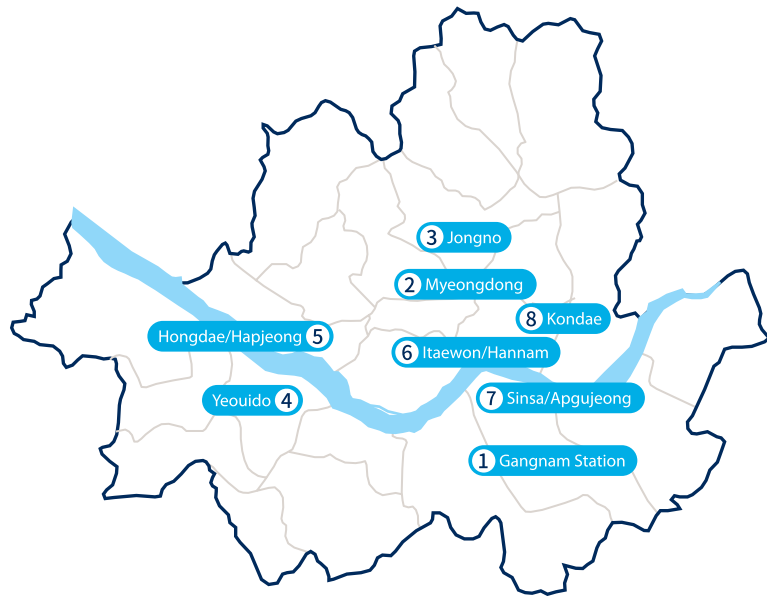 3 Jongno
2 Myeongdong
8 Kondae
Hongdae/Hapjeong 5
6 Itaewon/Hannam
Yeouido 4
7 Sinsa/Apgujeong
1 Gangnam Station